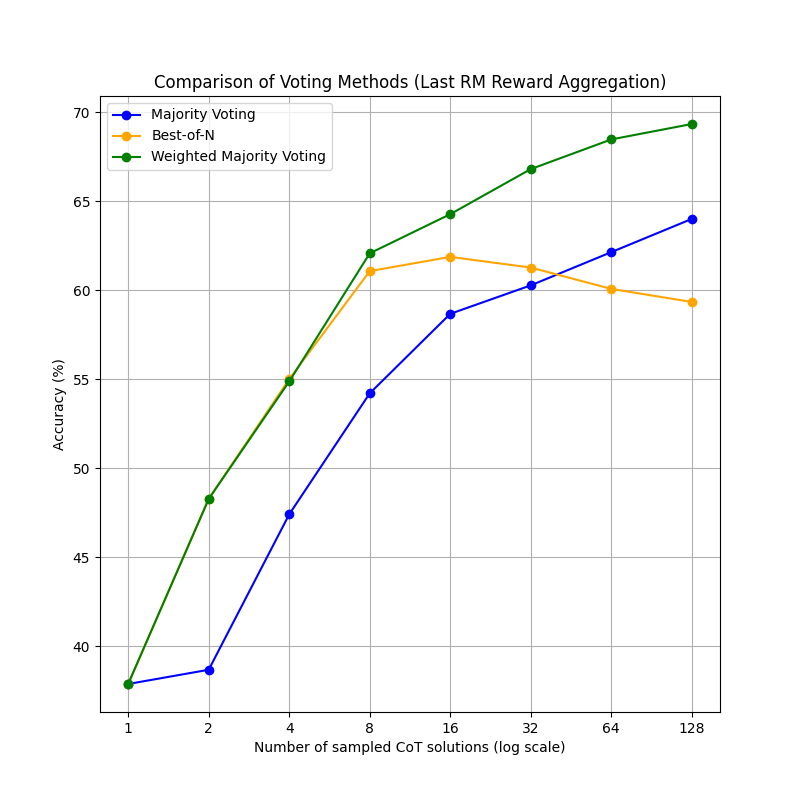 Comparison of Voting Methods (Last RM Reward Aggregation)
Majority Voting
Best-of-N
Weighted Majority Voting
70
65
60
55
50
45
40
Accuracy (%)
1 2 4 8 16 32 64 128
Number of sampled CoT solutions (log scale)